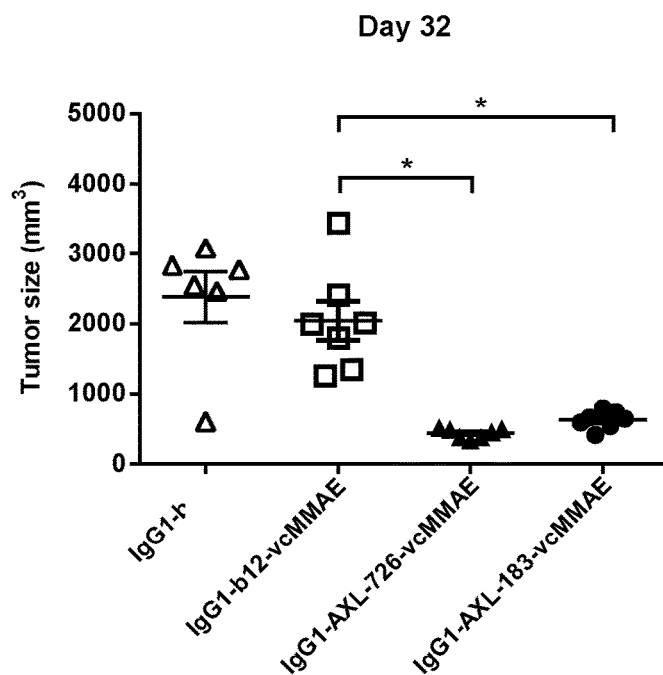 Day 32
Tumor size (mm³)
5000
4000
3000
2000
1000
0
*
*
IgG1-b12-vcMMAE
IgG1-AXL-726-vcMMAE
IgG1-AXL-183-vcMMAE